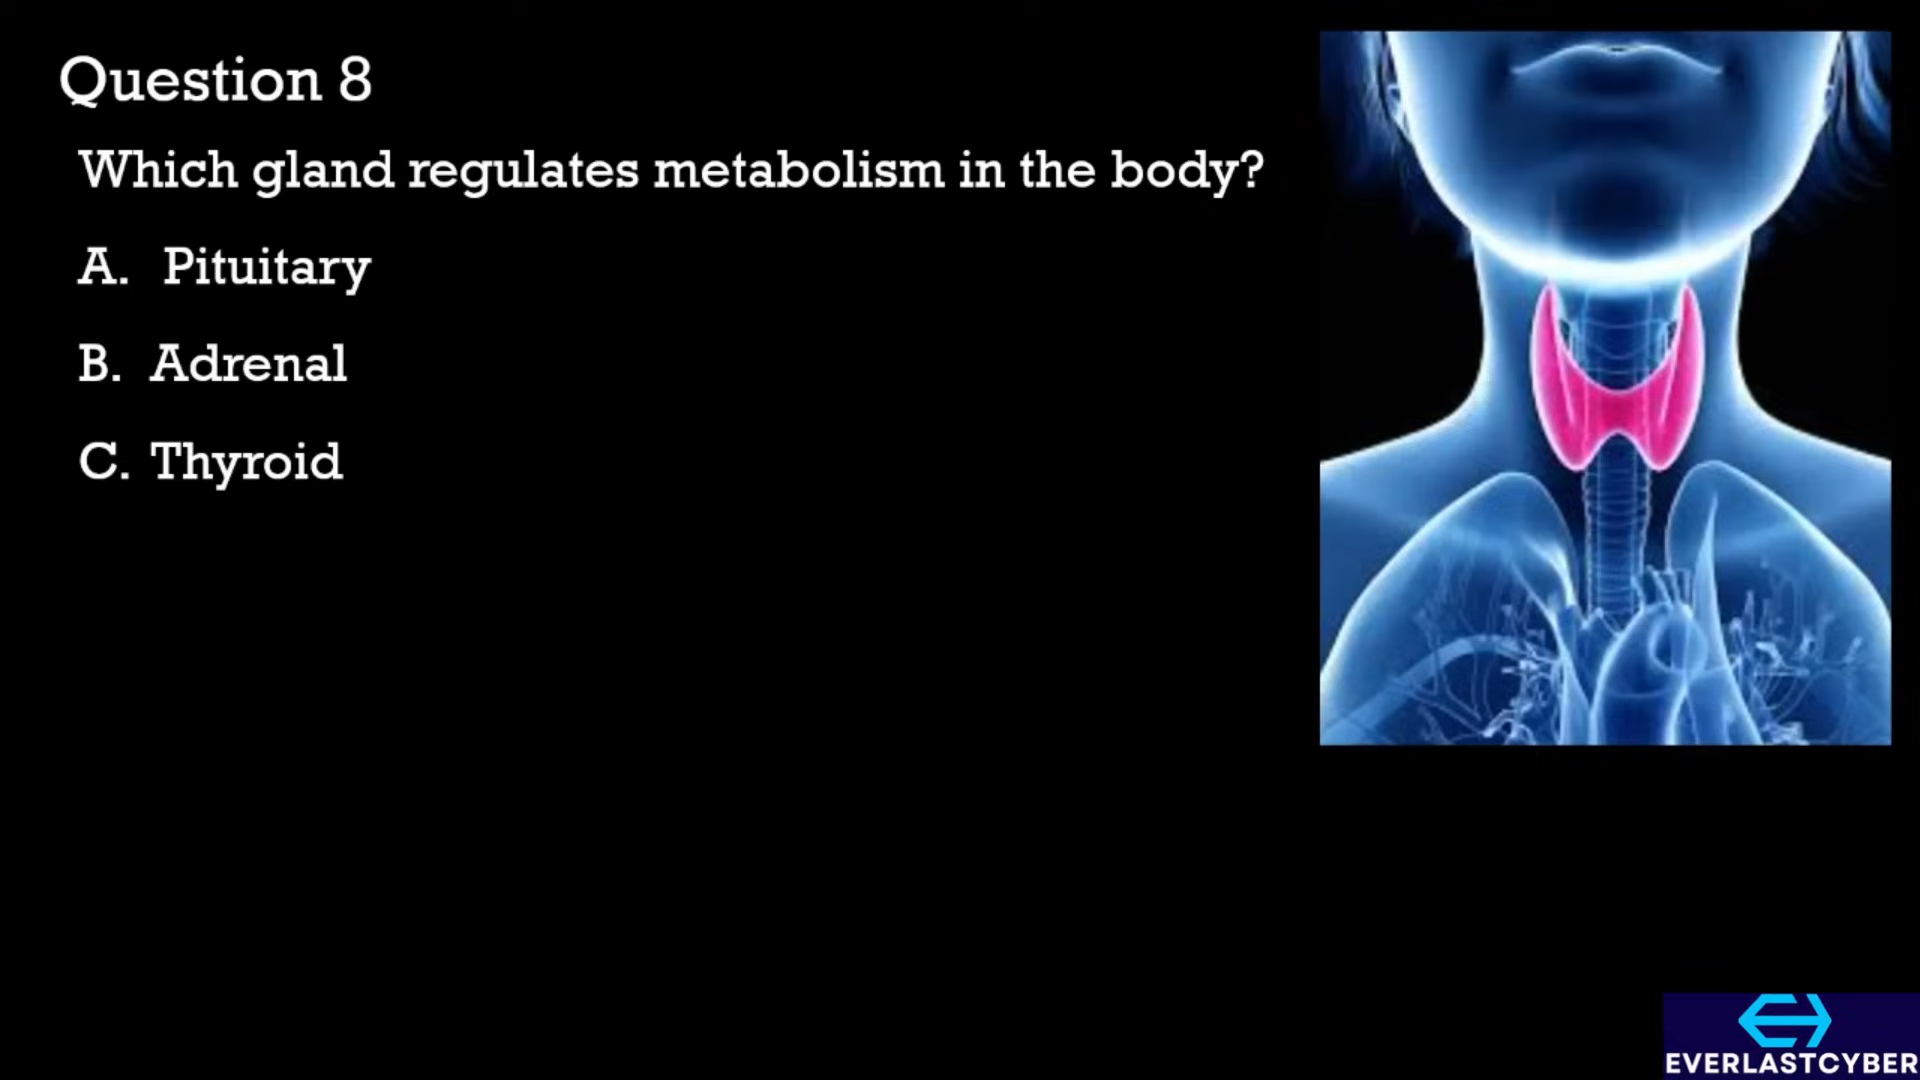 Question 8
Which gland regulates metabolism in the body?
A. Pituitary
B. Adrenal
C. Thyroid
EVERLASTCYBER